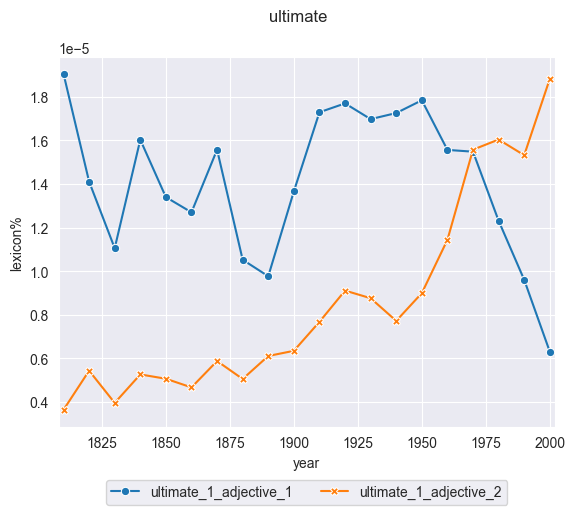 ultimate
1e−5
1.8
1.6
1.4
1.2
1.0
0.8
0.6
0.4
lexicon%
1825 1850 1875 1900 1925 1950 1975 2000
year
ultimate_1_adjective_1 ultimate_1_adjective_2